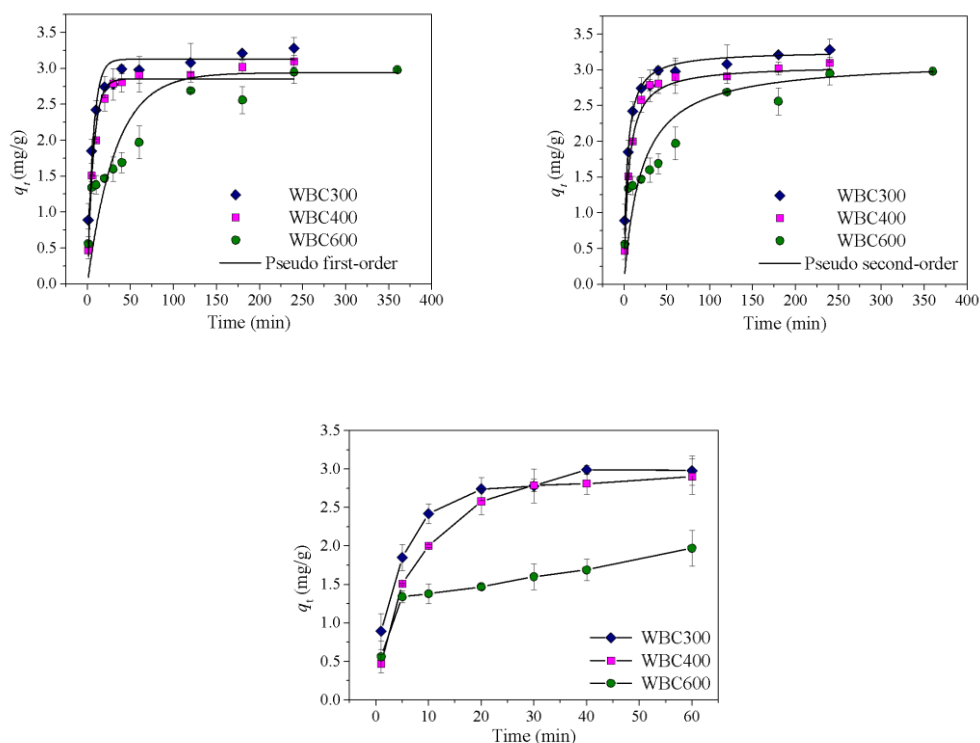 3.5
3.0
2.5
2.0
1.5
1.0
0.5
0.0
qt (mg/g)
WBC300
WBC400
WBC600
Pseudo first-order
0 50 100 150 200 250 300 350 400
Time (min)
3.5
3.0
2.5
2.0
1.5
1.0
0.5
0.0
qt (mg/g)
WBC300
WBC400
WBC600
Pseudo second-order
0 50 100 150 200 250 300 350 400
Time (min)
3.5
3.0
2.5
2.0
1.5
1.0
0.5
0.0
qt (mg/g)
WBC300
WBC400
WBC600
0 10 20 30 40 50 60
Time (min)